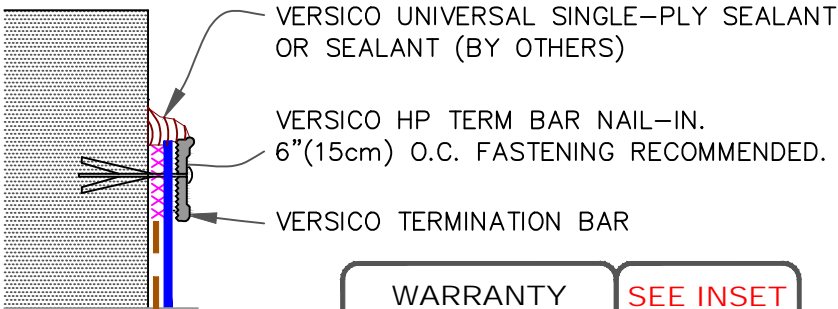 VERSICO UNIVERSAL SINGLE-PLY SEALANT
OR SEALANT (BY OTHERS)
VERSICO HP TERM BAR NAIL-IN.
6"(15cm) O.C. FASTENING RECOMMENDED.
VERSICO TERMINATION BAR
WARRANTY
SEE INSET